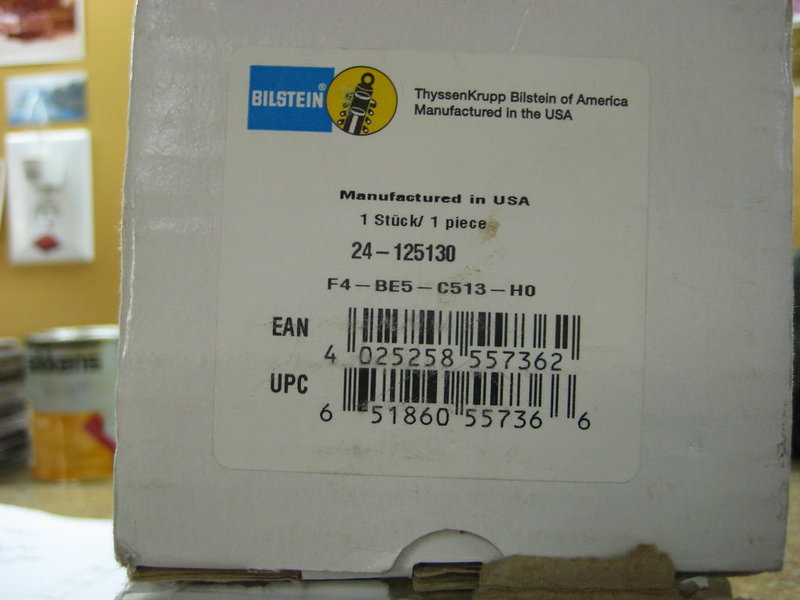 BILSTEIN®
ThyssenKrupp Bilstein of America
Manufactured in the USA
Manufactured in USA
1 Stück/ 1 piece
24-125130
F4-BE5-C513-H0
EAN
4 025258 557362
UPC
6 51860 55736 6